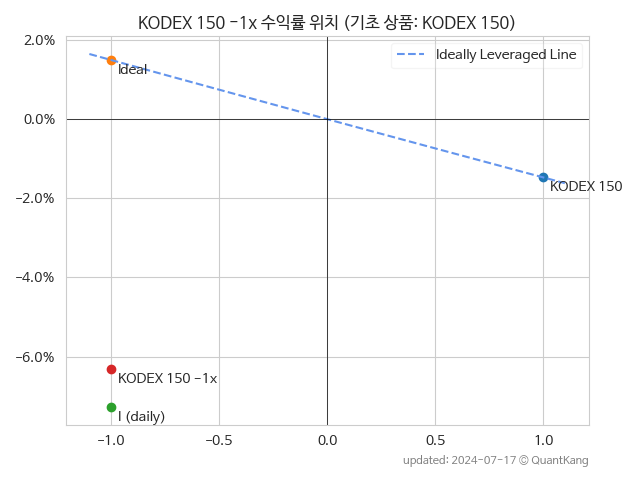 KODEX 150 -1x 수익률 위치 (기초 상품: KODEX 150)
2.0%
Ideally Leveraged Line
Ideal
0.0%
KODEX 150
-2.0%
-4.0%
-6.0%
KODEX 150 -1x
I (daily)
-1.0 -0.5 0.0 0.5 1.0
updated: 2024-07-17 © QuantKang